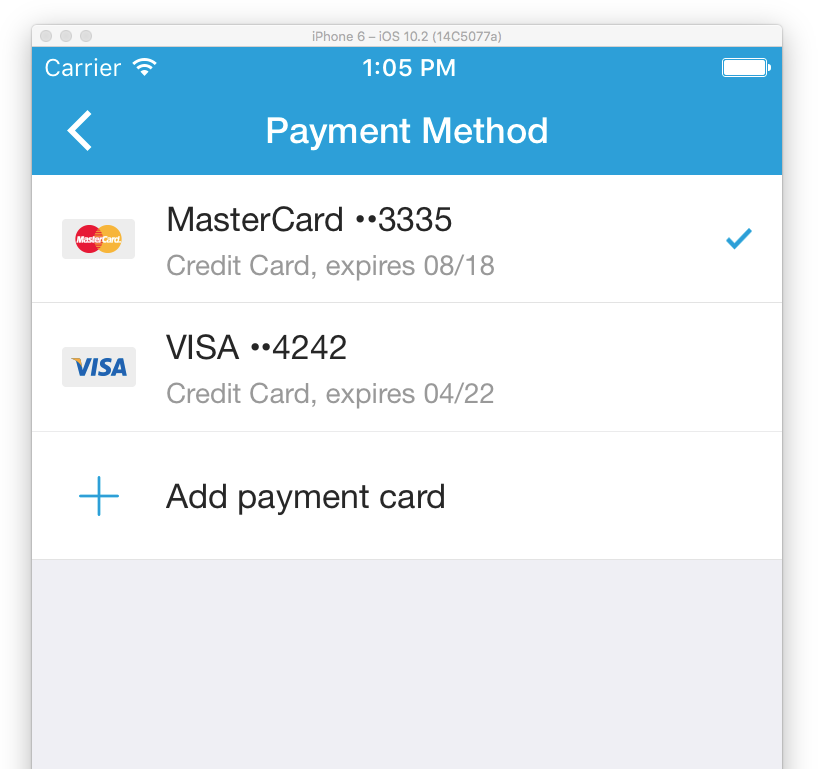 iPhone 6 – iOS 10.2 (14C5077a)
Carrier 1:05 PM
Payment Method
MasterCard ••3335
MasterCard.
Credit Card, expires 08/18
VISA ••4242
VISA
Credit Card, expires 04/22
Add payment card